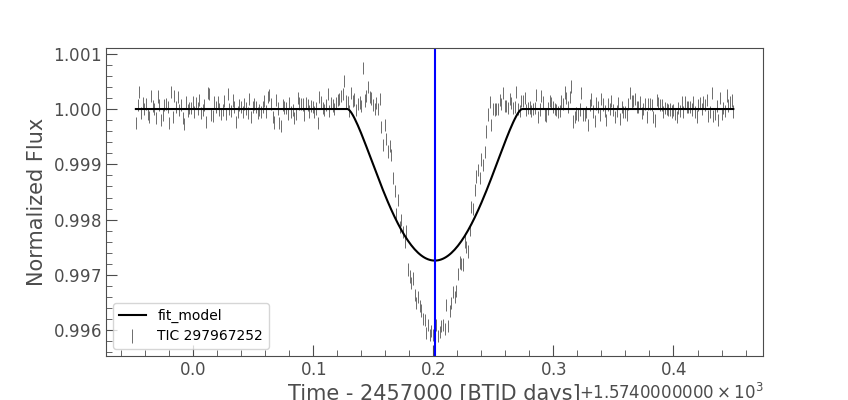 1.001
1.000
0.999
0.998
0.997
0.996
Normalized Flux
fit_model
TIC 297967252
0.0 0.1 0.2 0.3 0.4
Time - 2457000 [BTJD days]
+1.5740000000 × 10³